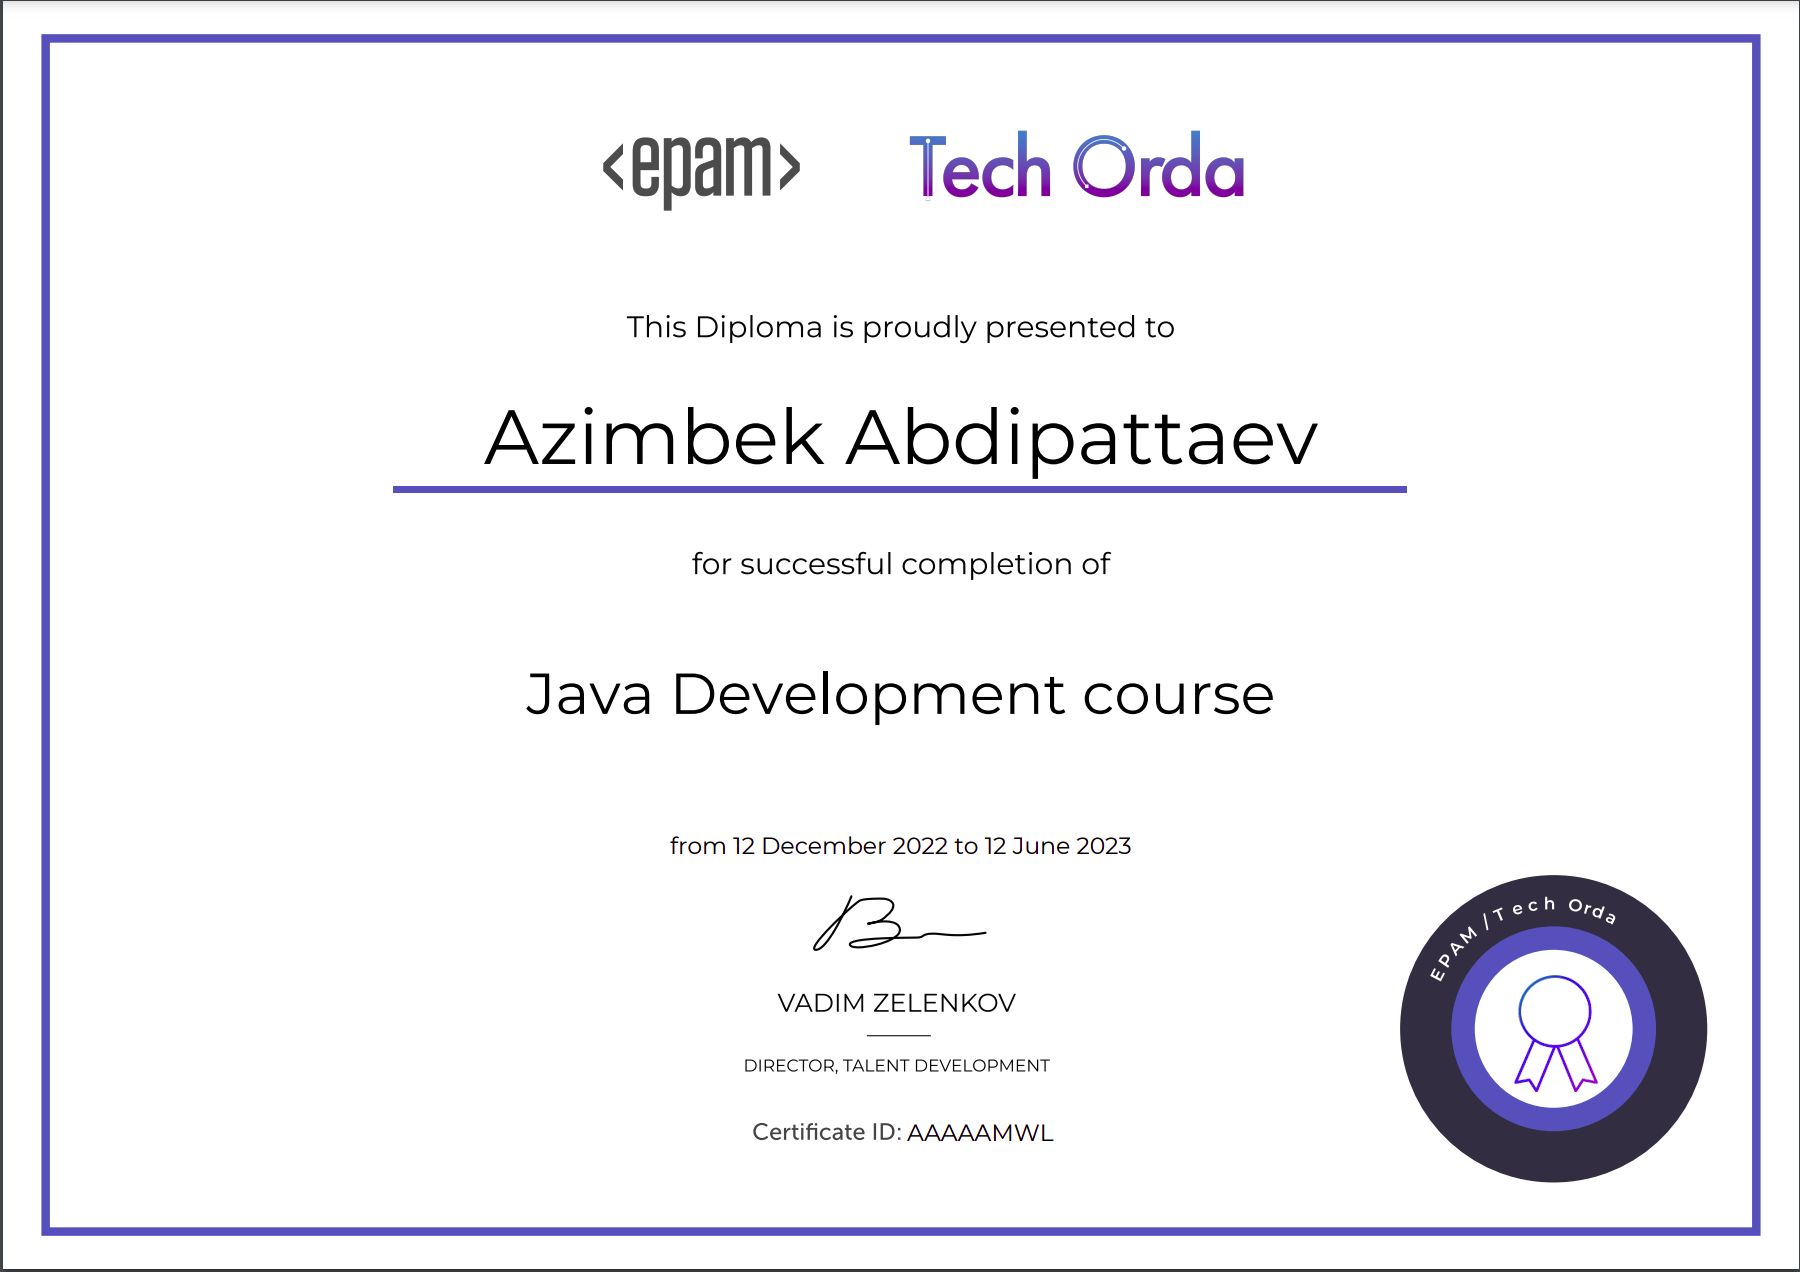 <epam> Tech Orda
This Diploma is proudly presented to
Azimbek Abdipattaev
for successful completion of
Java Development course
from 12 December 2022 to 12 June 2023
VADIM ZELENKOV
DIRECTOR, TALENT DEVELOPMENT
Certificate ID: AAAAAMWL
EPAM / Tech Orda